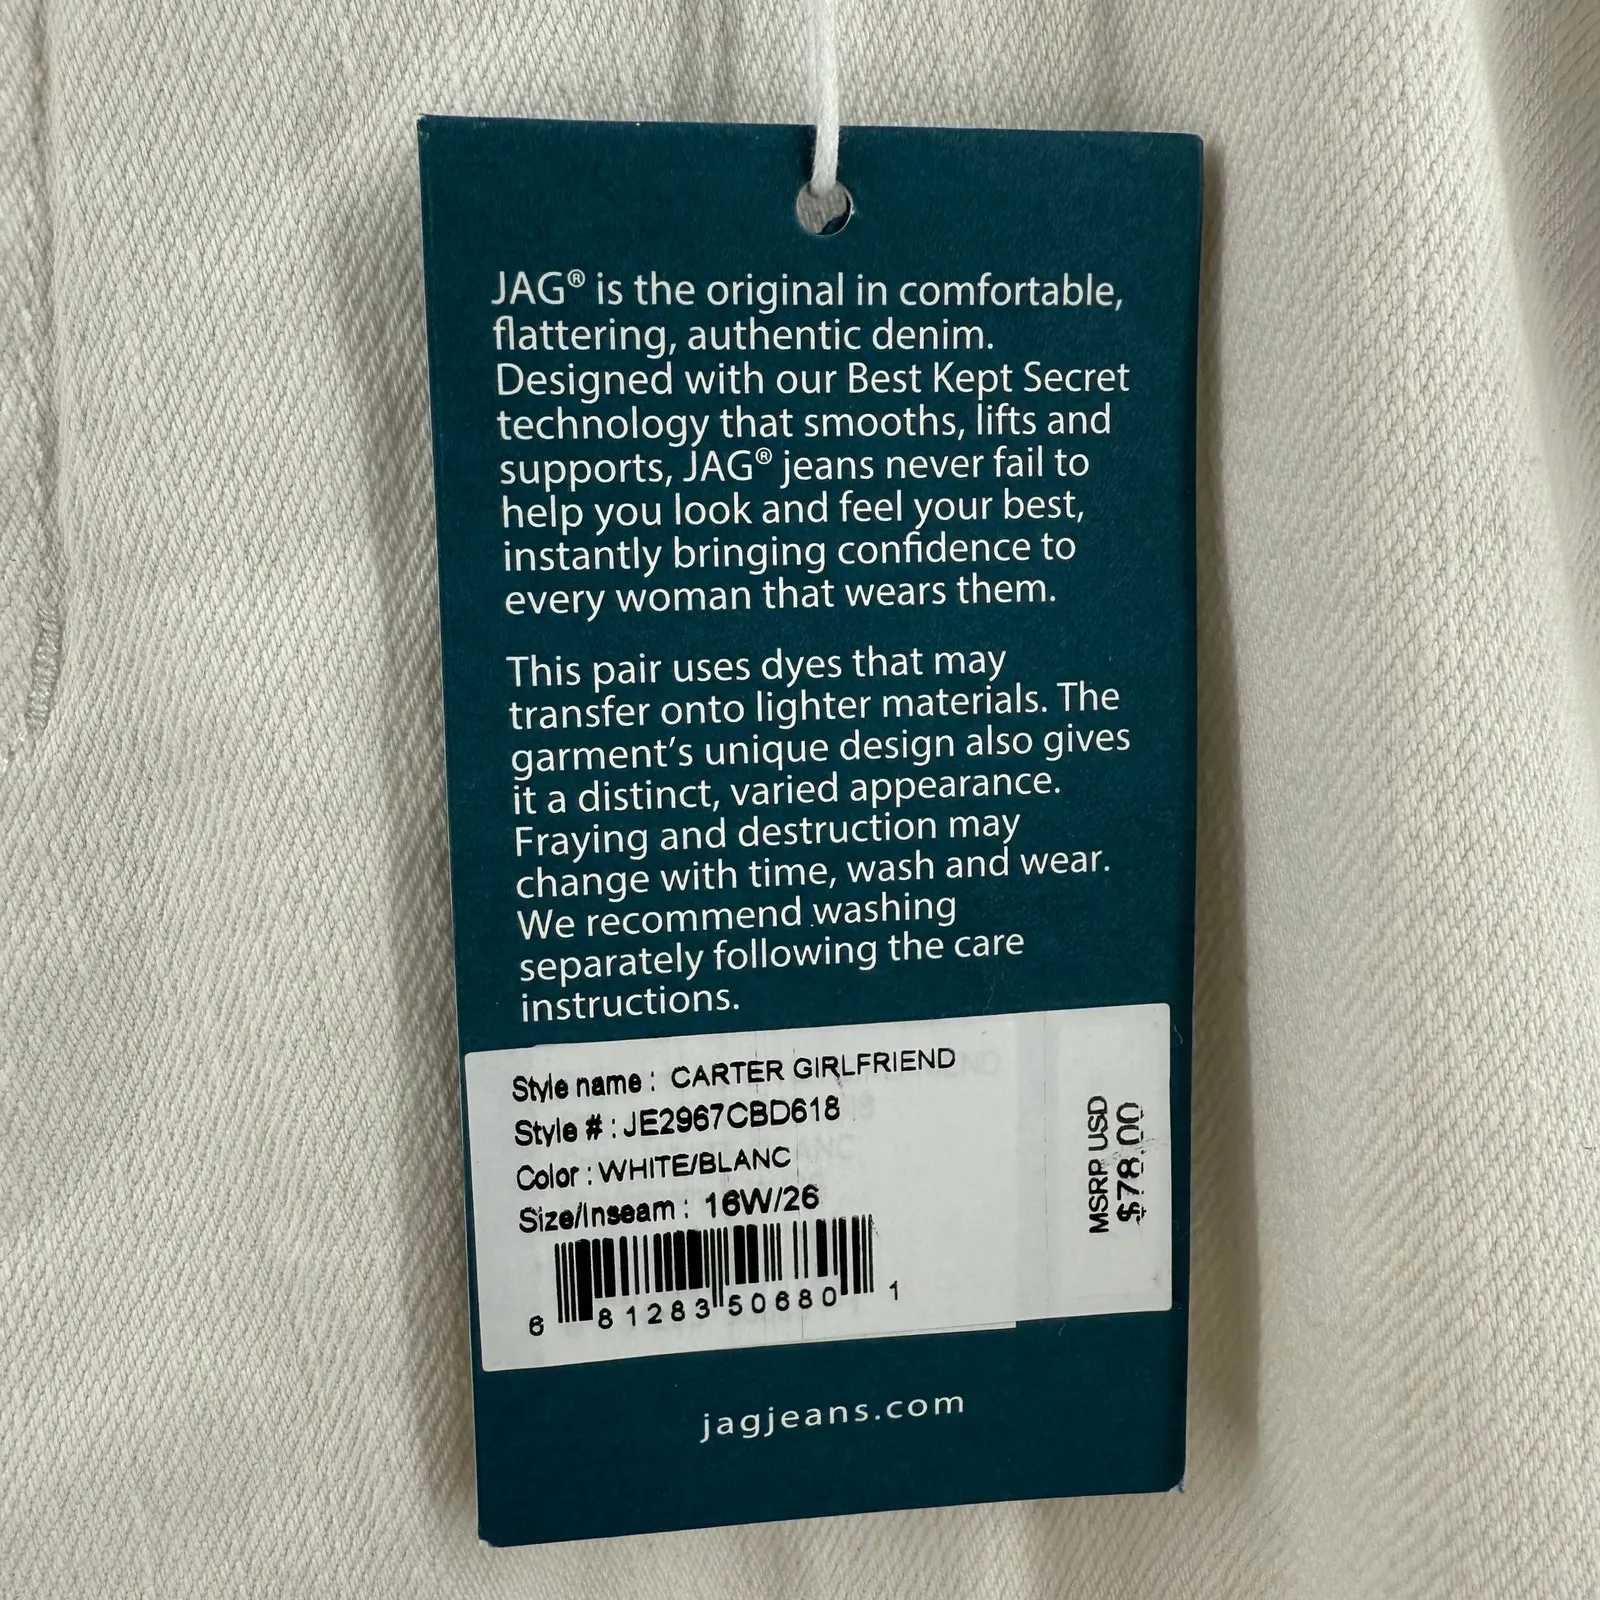 JAG® is the original in comfortable,
flattering, authentic denim.
Designed with our Best Kept Secret
technology that smooths, lifts and
supports, JAG® jeans never fail to
help you look and feel your best,
instantly bringing confidence to
every woman that wears them.
This pair uses dyes that may
transfer onto lighter materials. The
garment's unique design also gives
it a distinct, varied appearance.
Fraying and destruction may
change with time, wash and wear.
We recommend washing
separately following the care
instructions.
Style name : CARTER GIRLFRIEND
Style # : JE2967CBD618
Color : WHITE/BLANC
Size/Inseam : 16W/26
6 81283 50680 1
MSRP USD
$78.00
jagjeans.com